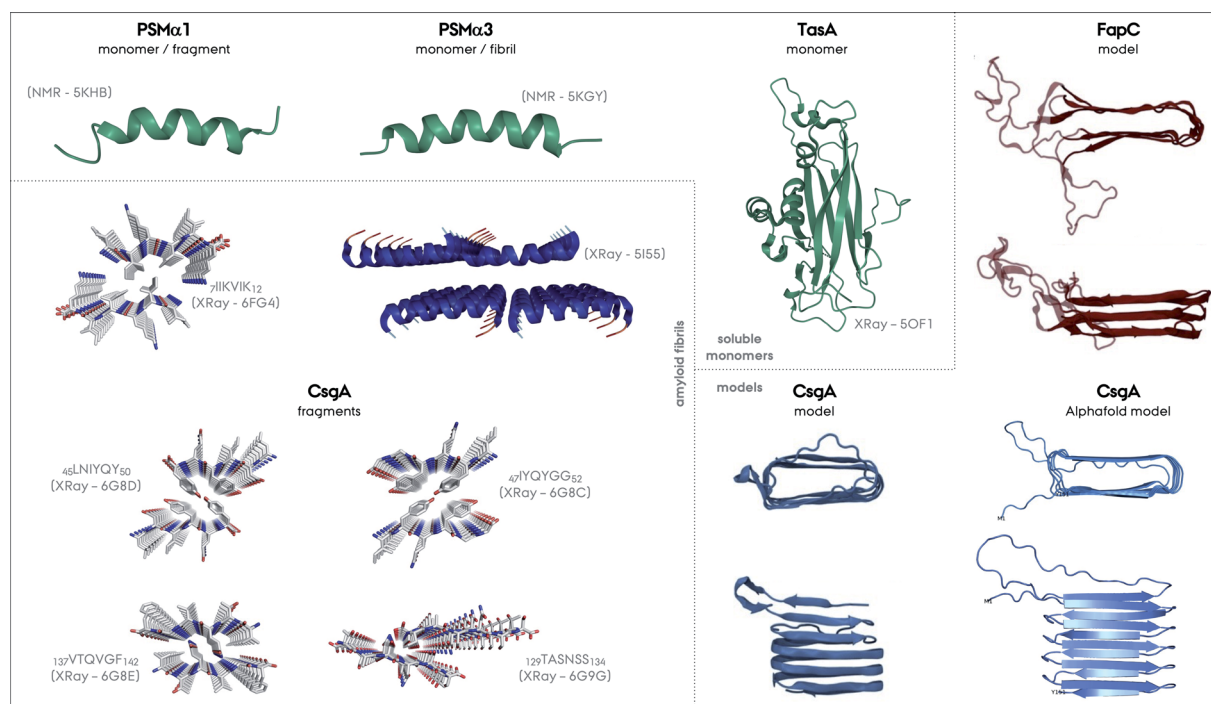 PSMα1
monomer / fragment
PSMα3
monomer / fibril
TasA
monomer
FapC
model
(NMR - 5KHB)
(NMR - 5KGY)
7IIKVIK12
(XRay - 6FG4)
(XRay - 5I55)
XRay - 5OF1
soluble
monomers
amyloid fibrils
models
CsgA
fragments
CsgA
model
CsgA
Alphafold model
45LNIYQY50
(XRay - 6G8D)
47IYQYGG52
(XRay - 6G8C)
M1
M1
137VTQVGF142
(XRay - 6G8E)
129TASNSS134
(XRay - 6G9G)
Y151